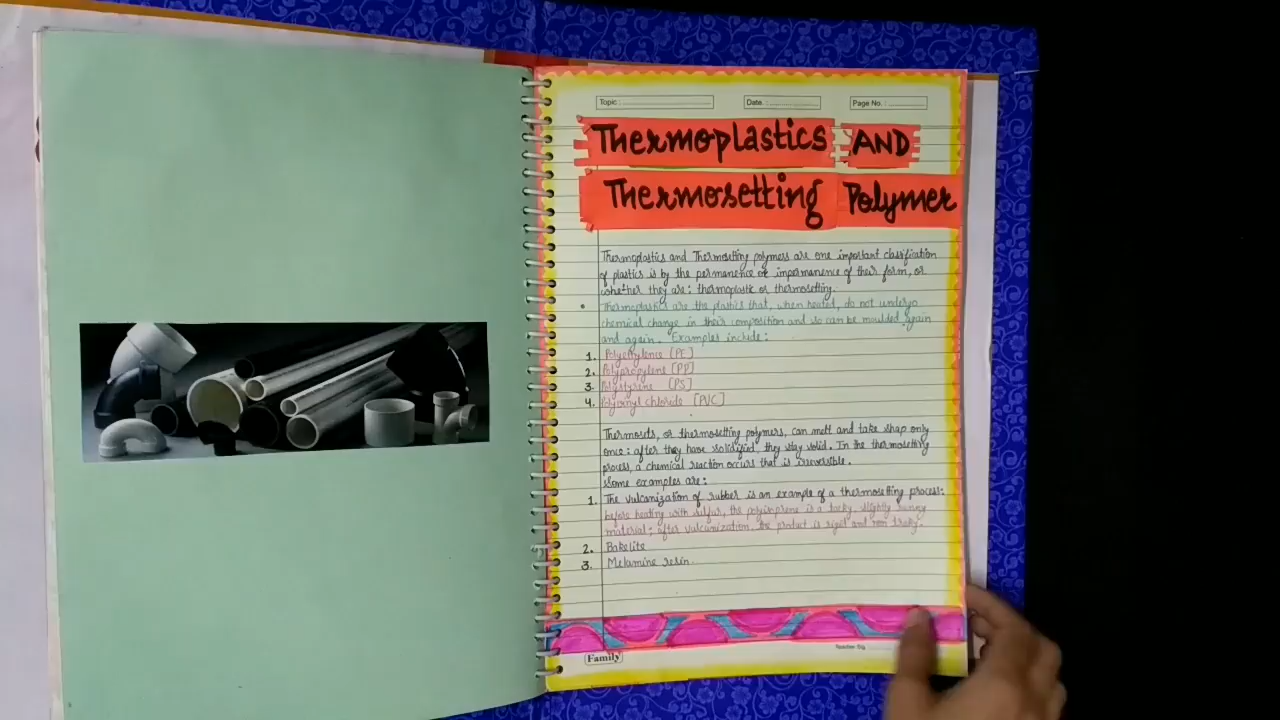 Topic : Date : Page No. :
Thermoplastics AND
Thermosetting Polymer
Thermoplastics and Thermosetting polymers are one important classification
of plastics is by the permanence or impermanence of their form, or
whether they are: thermoplastic or thermosetting.
• Thermoplastics are the plastics that, when heated, do not undergo
chemical change in their composition and so can be moulded again
and again. Examples include:
1. Polyethylence [PE]
2. Polypropylene [PP]
3. Polystyrene [PS]
4. Polyvinyl chloride [PVC]
Thermosets, or thermosetting polymers, can melt and take shap only
once: after they have solidified, they stay solid. In the thermosetting
process, a chemical reaction occurs that is irreversible.
Some examples are:
1. The vulcanization of rubber is an example of a thermosetting process:
before heating with sulfur, the polyisoprene is a tacky, slightly runny
material; after vulcanization, the product is rigid and non tacky.
2. Bakelite
3. Melamine resin.
Family Teacher Sig.